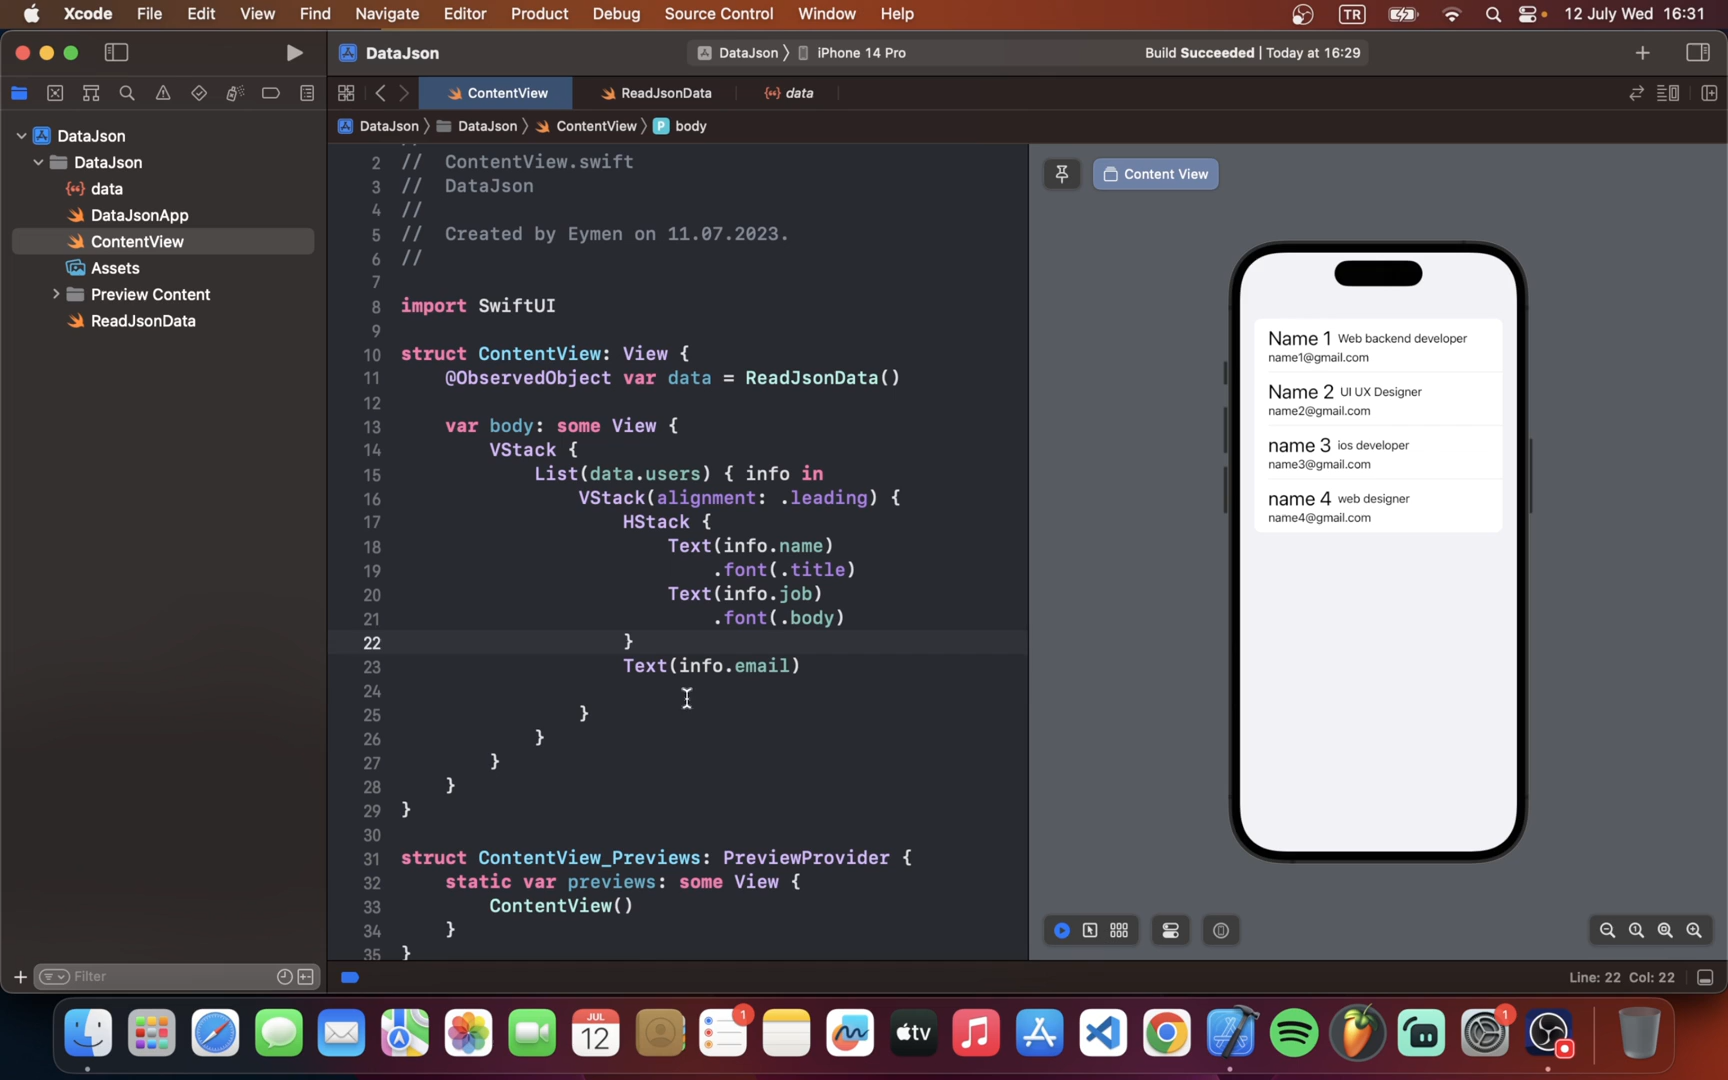 Xcode File Edit View Find Navigate Editor Product Debug Source Control Window Help TR 12 July Wed 16:31
DataJson DataJson 〉 iPhone 14 Pro Build Succeeded | Today at 16:29
ContentView ReadJsonData data
DataJson 〉 DataJson 〉 ContentView 〉 P body
DataJson
DataJson
data
DataJsonApp
ContentView
Assets
Preview Content
ReadJsonData
Filter
2 // ContentView.swift
3 // DataJson
4 //
5 // Created by Eymen on 11.07.2023.
6 //
7
8 import SwiftUI
9
10 struct ContentView: View {
11 @ObservedObject var data = ReadJsonData()
12
13 var body: some View {
14 VStack {
15 List(data.users) { info in
16 VStack(alignment: .leading) {
17 HStack {
18 Text(info.name)
19 .font(.title)
20 Text(info.job)
21 .font(.body)
22 }
23 Text(info.email)
24
25 }
26 }
27 }
28 }
29 }
30
31 struct ContentView_Previews: PreviewProvider {
32 static var previews: some View {
33 ContentView()
34 }
35 }
Content View
Name 1 Web backend developer
name1@gmail.com
Name 2 UI UX Designer
name2@gmail.com
name 3 ios developer
name3@gmail.com
name 4 web designer
name4@gmail.com
Line: 22 Col: 22
JUL
12
1
tv
1